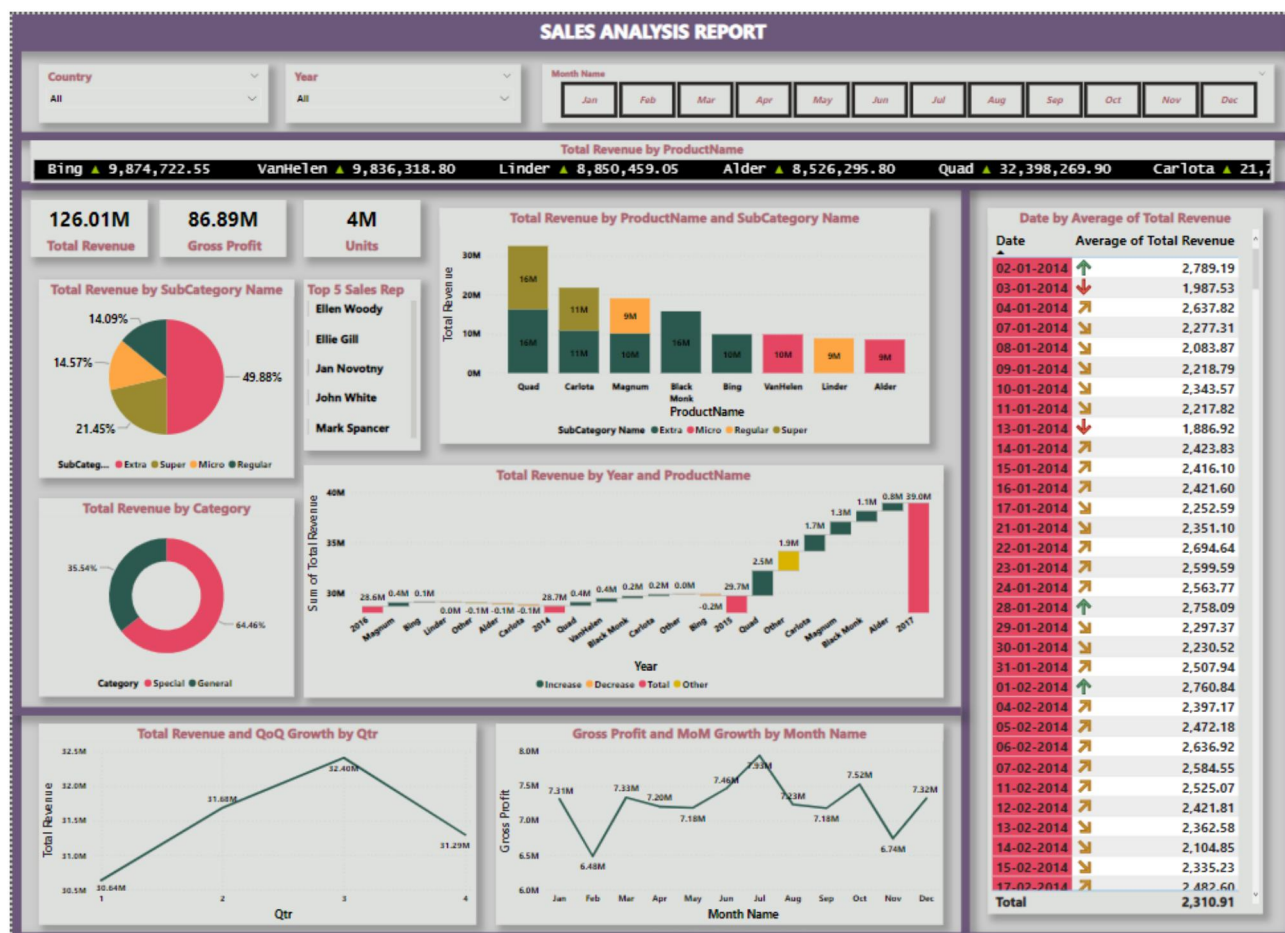 SALES ANALYSIS REPORT
Country
All
Year
All
Month Name
Jan Feb Mar Apr May Jun Jul Aug Sep Oct Nov Dec
Total Revenue by ProductName
Bing ▲ 9,874,722.55 VanHelen ▲ 9,836,318.80 Linder ▲ 8,850,459.05 Alder ▲ 8,526,295.80 Quad ▲ 32,398,269.90 Carlota ▲ 21,
126.01M
Total Revenue
86.89M
Gross Profit
4M
Units
Total Revenue by SubCategory Name
14.09%
14.57%
49.88%
21.45%
SubCateg... Extra Super Micro Regular
Top 5 Sales Rep
Ellen Woody
Ellie Gill
Jan Novotny
John White
Mark Spancer
Total Revenue by ProductName and SubCategory Name
Total Revenue
30M
20M
10M
0M
16M 11M 9M
16M 11M 10M 16M 10M 10M 9M 9M
Quad Carlota Magnum Black Monk Bing VanHelen Linder Alder
ProductName
SubCategory Name Extra Micro Regular Super
Total Revenue by Category
35.54%
64.46%
Category Special General
Total Revenue by Year and ProductName
Sum of Total Revenue
40M
35M
30M
28.6M 0.4M 0.1M 0.0M -0.1M -0.1M -0.1M 28.7M 0.4M 0.4M 0.2M 0.2M 0.0M -0.2M 29.7M 2.5M 1.9M 1.7M 1.3M 1.1M 0.8M 39.0M
2016 Magnum Bing Linder Other Alder Carlota 2014 Quad VanHelen Black Monk Carlota Other Bing 2015 Quad Other Carlota Magnum Black Monk Alder 2017
Year
Increase Decrease Total Other
Total Revenue and QoQ Growth by Qtr
Total Revenue
32.5M
32.0M
31.5M
31.0M
30.5M
30.64M 31.68M 32.40M 31.29M
1 2 3 4
Qtr
Gross Profit and MoM Growth by Month Name
Gross Profit
8.0M
7.5M
7.0M
6.5M
6.0M
7.31M 6.48M 7.33M 7.20M 7.18M 7.46M 7.93M 7.23M 7.18M 7.52M 6.74M 7.32M
Jan Feb Mar Apr May Jun Jul Aug Sep Oct Nov Dec
Month Name
Date by Average of Total Revenue
Date Average of Total Revenue
02-01-2014 2,789.19
03-01-2014 1,987.53
04-01-2014 2,637.82
07-01-2014 2,277.31
08-01-2014 2,083.87
09-01-2014 2,218.79
10-01-2014 2,343.57
11-01-2014 2,217.82
13-01-2014 1,886.92
14-01-2014 2,423.83
15-01-2014 2,416.10
16-01-2014 2,421.60
17-01-2014 2,252.59
21-01-2014 2,351.10
22-01-2014 2,694.64
23-01-2014 2,599.59
24-01-2014 2,563.77
28-01-2014 2,758.09
29-01-2014 2,297.37
30-01-2014 2,230.52
31-01-2014 2,507.94
01-02-2014 2,760.84
04-02-2014 2,397.17
05-02-2014 2,472.18
06-02-2014 2,636.92
07-02-2014 2,584.55
11-02-2014 2,525.07
12-02-2014 2,421.81
13-02-2014 2,362.58
14-02-2014 2,104.85
15-02-2014 2,335.23
17-02-2014 2,482.60
Total 2,310.91